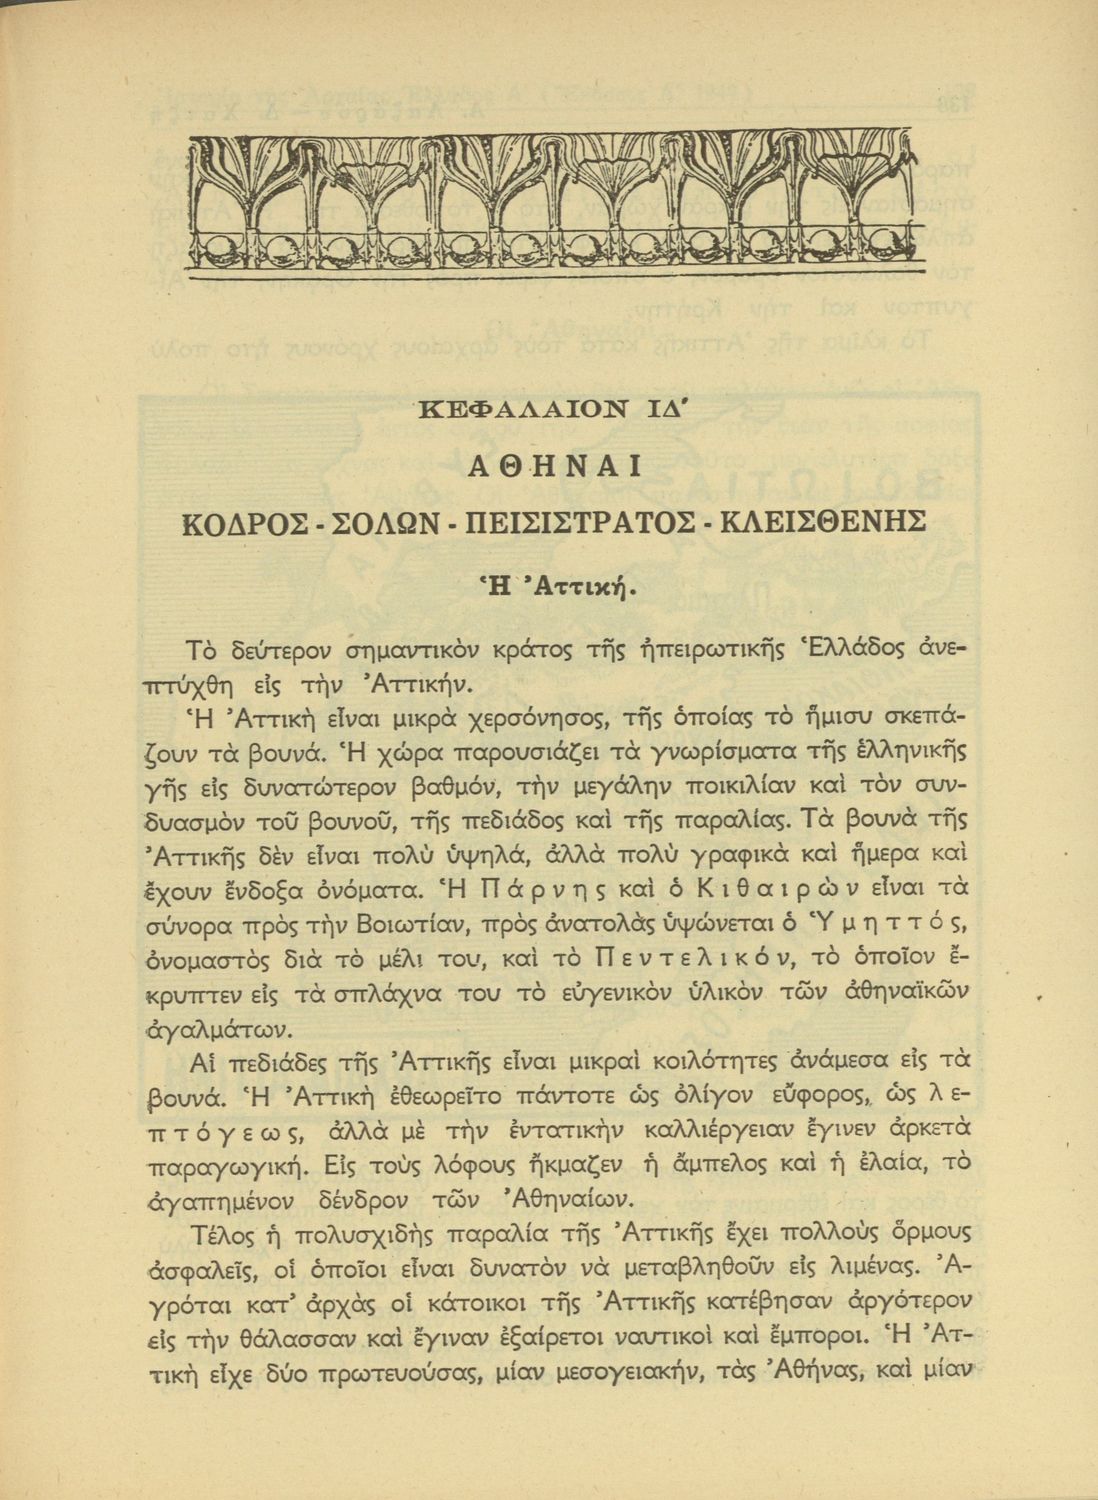 ΚΕΦΑΛΑΙΟΝ ΙΔ'
ΑΘΗΝΑΙ
ΚΟΔΡΟΣ - ΣΟΛΩΝ - ΠΕΙΣΙΣΤΡΑΤΟΣ - ΚΛΕΙΣΘΕΝΗΣ
Ἡ Ἀττική.
Τὸ δεύτερον σημαντικὸν κράτος τῆς ἠπειρωτικῆς Ἑλλάδος ἀνε-
πτύχθη εἰς τὴν Ἀττικήν.
Ἡ Ἀττικὴ εἶναι μικρὰ χερσόνησος, τῆς ὁποίας τὸ ἥμισυ σκεπά-
ζουν τὰ βουνά. Ἡ χώρα παρουσιάζει τὰ γνωρίσματα τῆς ἑλληνικῆς
γῆς εἰς δυνατώτερον βαθμόν, τὴν μεγάλην ποικιλίαν καὶ τὸν συν-
δυασμὸν τοῦ βουνοῦ, τῆς πεδιάδος καὶ τῆς παραλίας. Τὰ βουνὰ τῆς
Ἀττικῆς δὲν εἶναι πολὺ ὑψηλά, ἀλλὰ πολὺ γραφικὰ καὶ ἥμερα καὶ
ἔχουν ἔνδοξα ὀνόματα. Ἡ Πάρνης καὶ ὁ Κιθαιρὼν εἶναι τὰ
σύνορα πρὸς τὴν Βοιωτίαν, πρὸς ἀνατολὰς ὑψώνεται ὁ Ὑμηττός,
ὀνομαστὸς διὰ τὸ μέλι του, καὶ τὸ Πεντελικόν, τὸ ὁποῖον ἔ-
κρυπτεν εἰς τὰ σπλάχνα του τὸ εὐγενικὸν ὑλικὸν τῶν ἀθηναϊκῶν
ἀγαλμάτων.
Αἱ πεδιάδες τῆς Ἀττικῆς εἶναι μικραὶ κοιλότητες ἀνάμεσα εἰς τὰ
βουνά. Ἡ Ἀττικὴ ἐθεωρεῖτο πάντοτε ὡς ὀλίγον εὔφορος, ὡς λε-
πτόγεως, ἀλλὰ μὲ τὴν ἐντατικὴν καλλιέργειαν ἔγινεν ἀρκετὰ
παραγωγική. Εἰς τοὺς λόφους ἤκμαζεν ἡ ἄμπελος καὶ ἡ ἐλαία, τὸ
ἀγαπημένον δένδρον τῶν Ἀθηναίων.
Τέλος ἡ πολυσχιδὴς παραλία τῆς Ἀττικῆς ἔχει πολλοὺς ὅρμους
ἀσφαλεῖς, οἱ ὁποῖοι εἶναι δυνατὸν νὰ μεταβληθοῦν εἰς λιμένας. Ἀ-
γρόται κατ' ἀρχὰς οἱ κάτοικοι τῆς Ἀττικῆς κατέβησαν ἀργότερον
εἰς τὴν θάλασσαν καὶ ἔγιναν ἐξαίρετοι ναυτικοὶ καὶ ἔμποροι. Ἡ Ἀτ-
τικὴ εἶχε δύο πρωτευούσας, μίαν μεσογειακήν, τὰς Ἀθήνας, καὶ μίαν